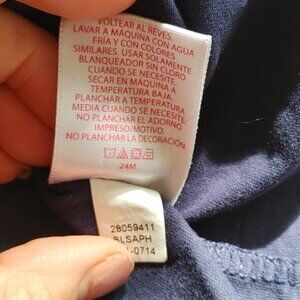 VOLTEAR AL REVES.
LAVAR A MÁQUINA CON AGUA
FRÍA Y CON COLORES
SIMILARES. USAR SOLAMENTE
BLANQUEADOR SIN CLORO
CUANDO SE NECESITE.
SECAR EN MÁQUINA A
TEMPERATURA BAJA.
NO PLANCHAR A TEMPERATURA
MEDIA CUANDO SE NECESITE.
NO PLANCHAR EL ADORNO
IMPRESO/MOTIVO.
NO PLANCHAR LA DECORACIÓN.
24M
28059411
BLSAPH
-0714